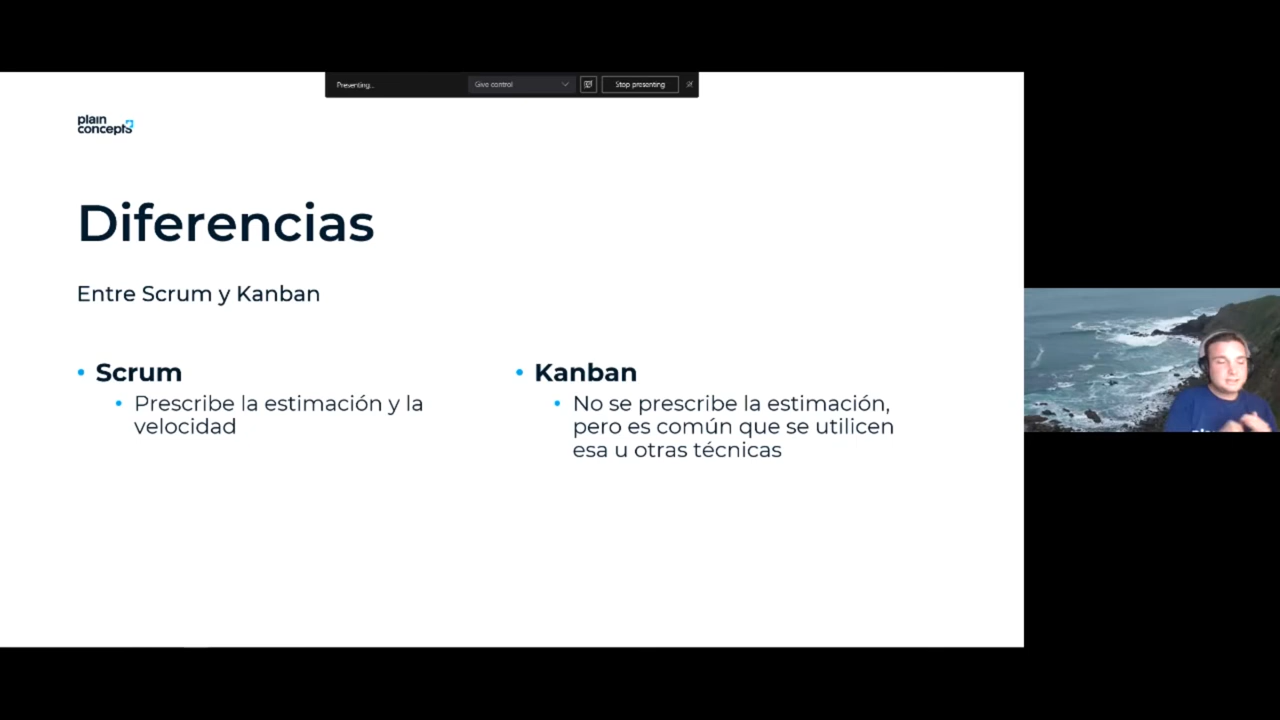 Presenting...
Give control
Stop presenting
plain
concepts
Diferencias
Entre Scrum y Kanban
• Scrum
• Prescribe la estimación y la
velocidad
• Kanban
• No se prescribe la estimación,
pero es común que se utilicen
esa u otras técnicas